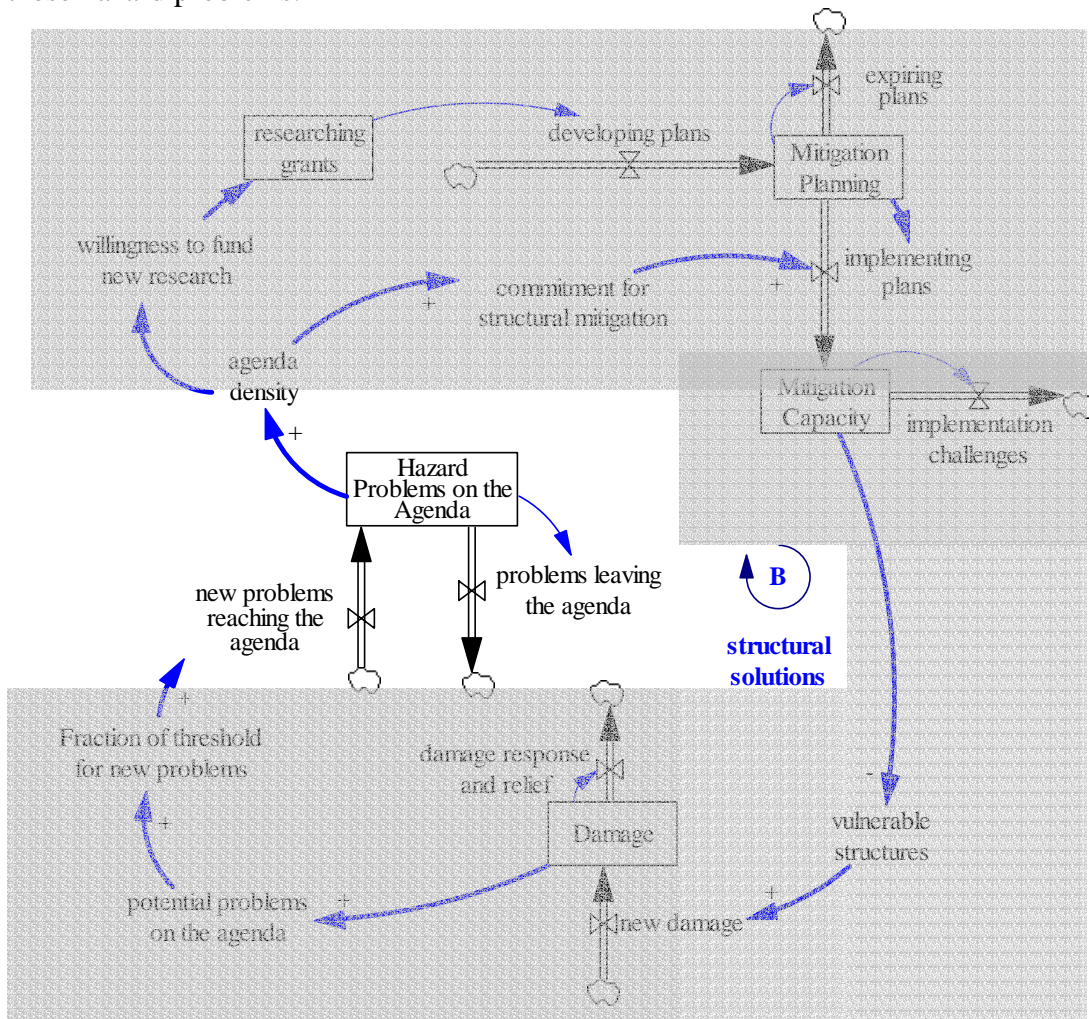 expiring
plans
researching
grants
developing plans
Mitigation
Planning
willingness to fund
new research
+
commitment for
structural mitigation
+
implementing
plans
agenda
density
+
Mitigation
Capacity
implementation
challenges
Hazard
Problems on the
Agenda
new problems
reaching the
agenda
problems leaving
the agenda
B
structural
solutions
+
Fraction of threshold
for new problems
+
damage response
and relief
Damage
-
vulnerable
structures
potential problems
on the agenda
+
+
new damage